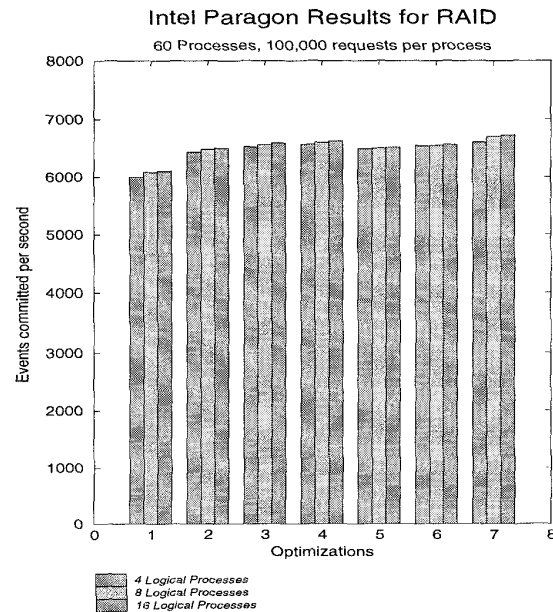 Intel Paragon Results for RAID
60 Processes, 100,000 requests per process
8000
7000
6000
5000
4000
3000
2000
1000
0
Events committed per second
0 1 2 3 4 5 6 7 8
Optimizations
4 Logical Processes
8 Logical Processes
16 Logical Processes